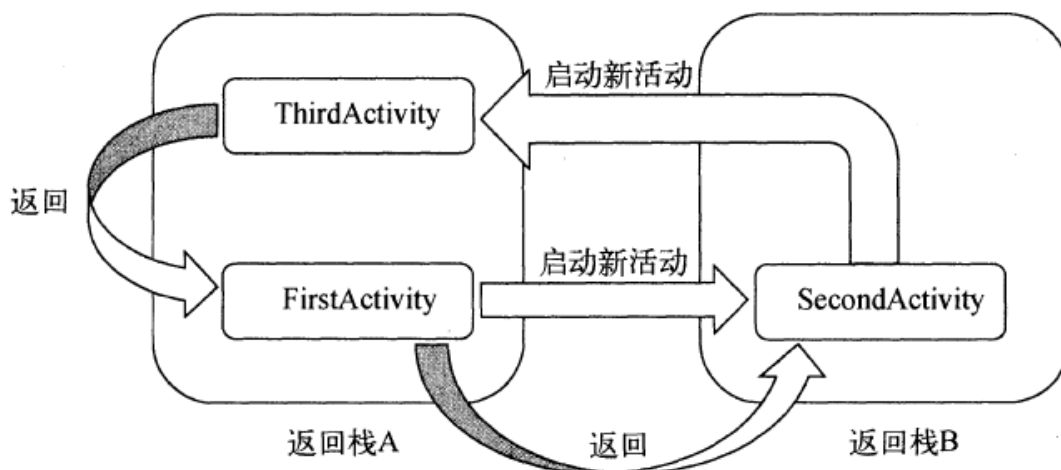 启动新活动
ThirdActivity
返回
启动新活动
FirstActivity
SecondActivity
返回栈A
返回
返回栈B